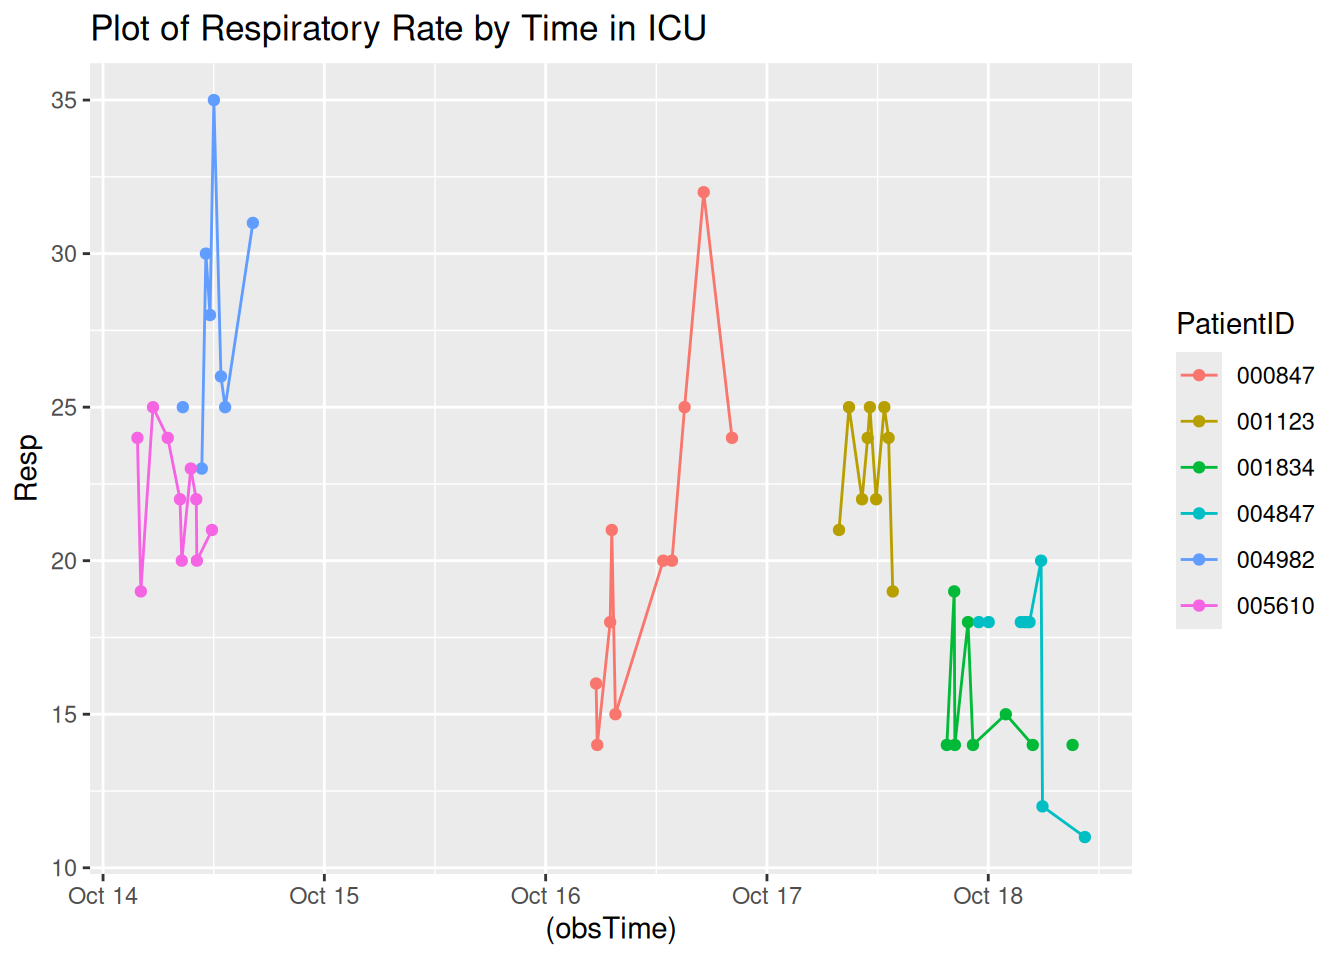 Plot of Respiratory Rate by Time in ICU
Resp
35
30
25
20
15
10
Oct 14
Oct 15
Oct 16
Oct 17
Oct 18
(obsTime)
PatientID
000847
001123
001834
004847
004982
005610